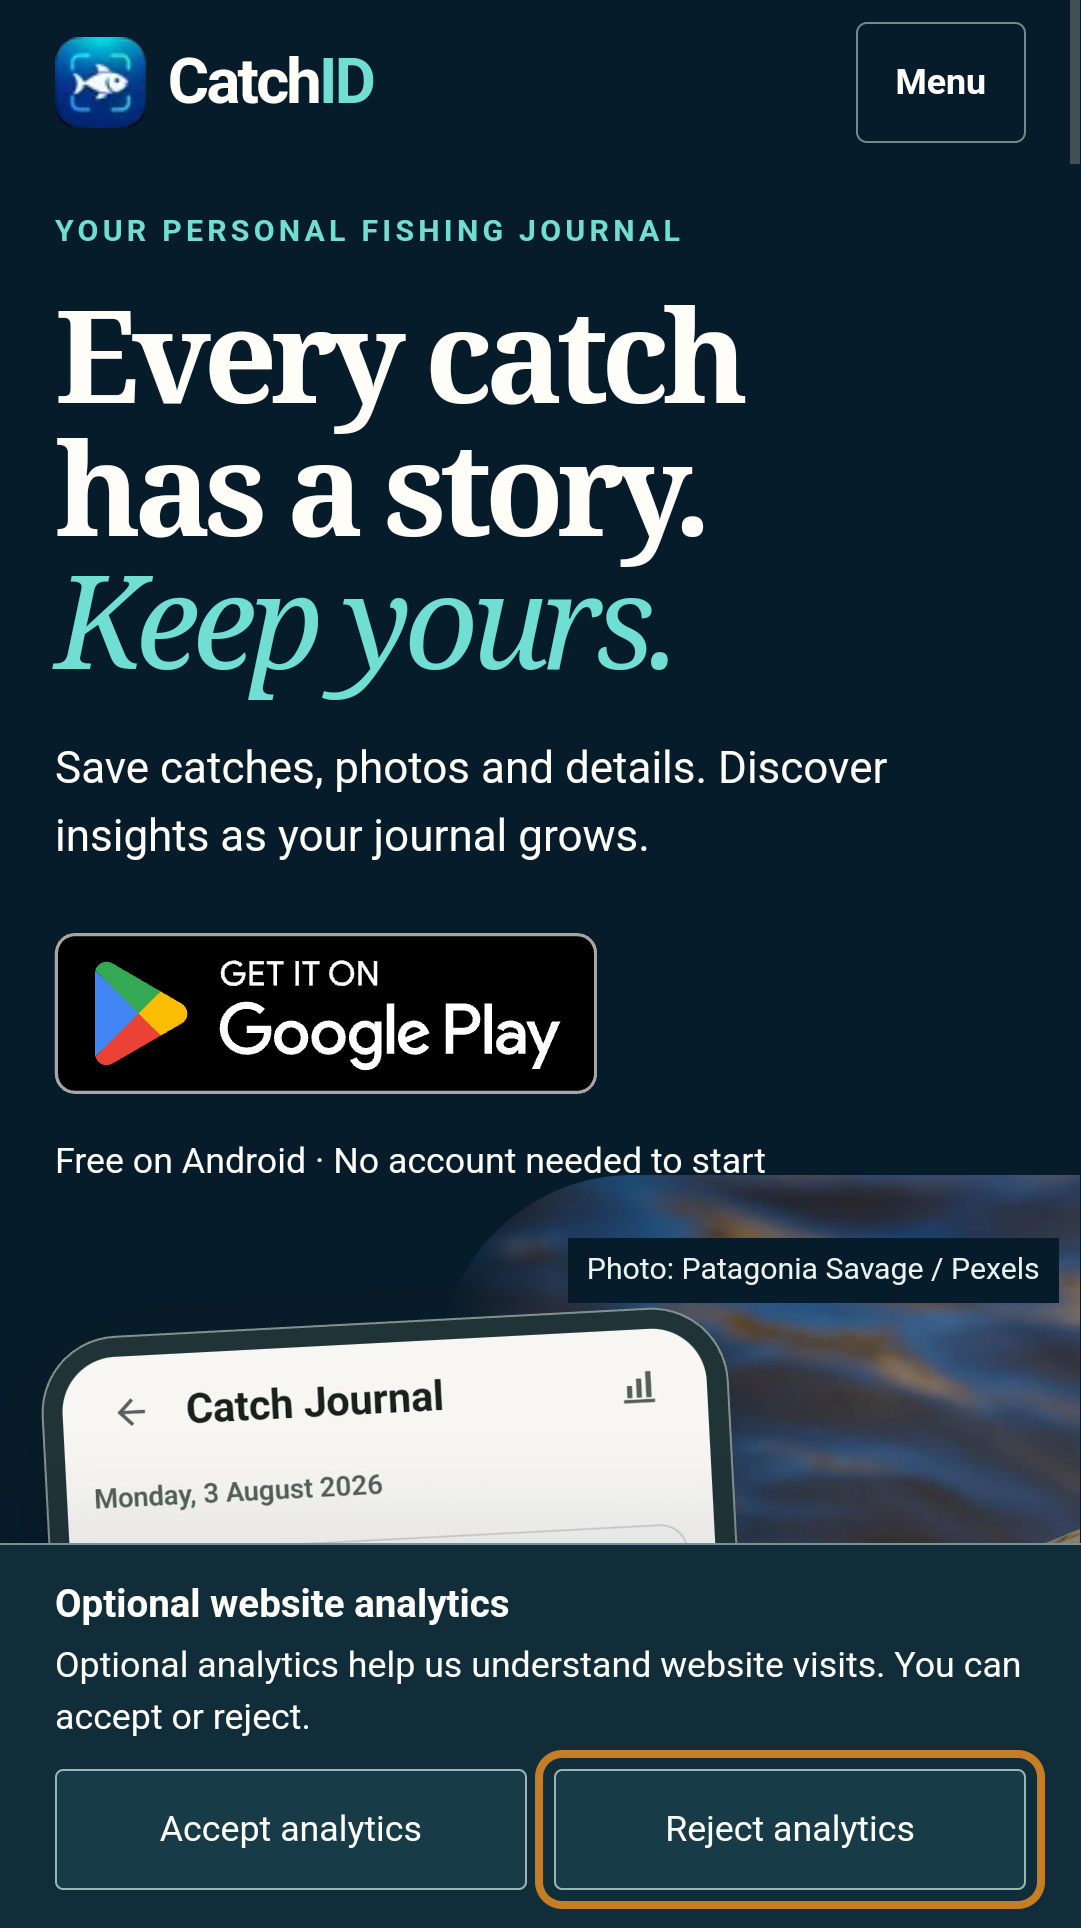 CatchID
Menu
YOUR PERSONAL FISHING JOURNAL
Every catch
has a story.
Keep yours.
Save catches, photos and details. Discover
insights as your journal grows.
GET IT ON
Google Play
Free on Android · No account needed to start
Photo: Patagonia Savage / Pexels
Catch Journal
Monday, 3 August 2026
Optional website analytics
Optional analytics help us understand website visits. You can
accept or reject.
Accept analytics
Reject analytics